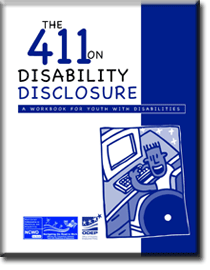 THE
411 ON
DISABILITY
DISCLOSURE
A WORKBOOK FOR YOUTH WITH DISABILITIES
NCWD
ODEP